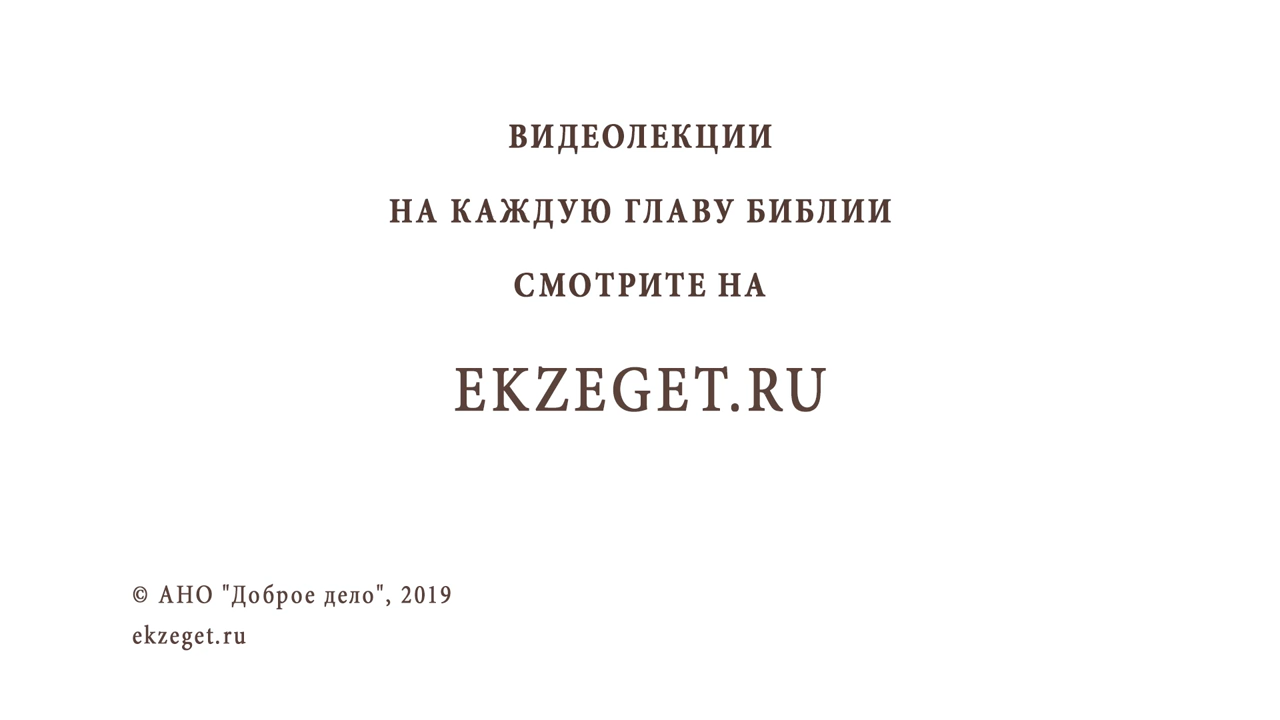 ВИДЕОЛЕКЦИИ
НА КАЖДУЮ ГЛАВУ БИБЛИИ
СМОТРИТЕ НА
EKZEGET.RU
© АНО "Доброе дело", 2019
ekzeget.ru